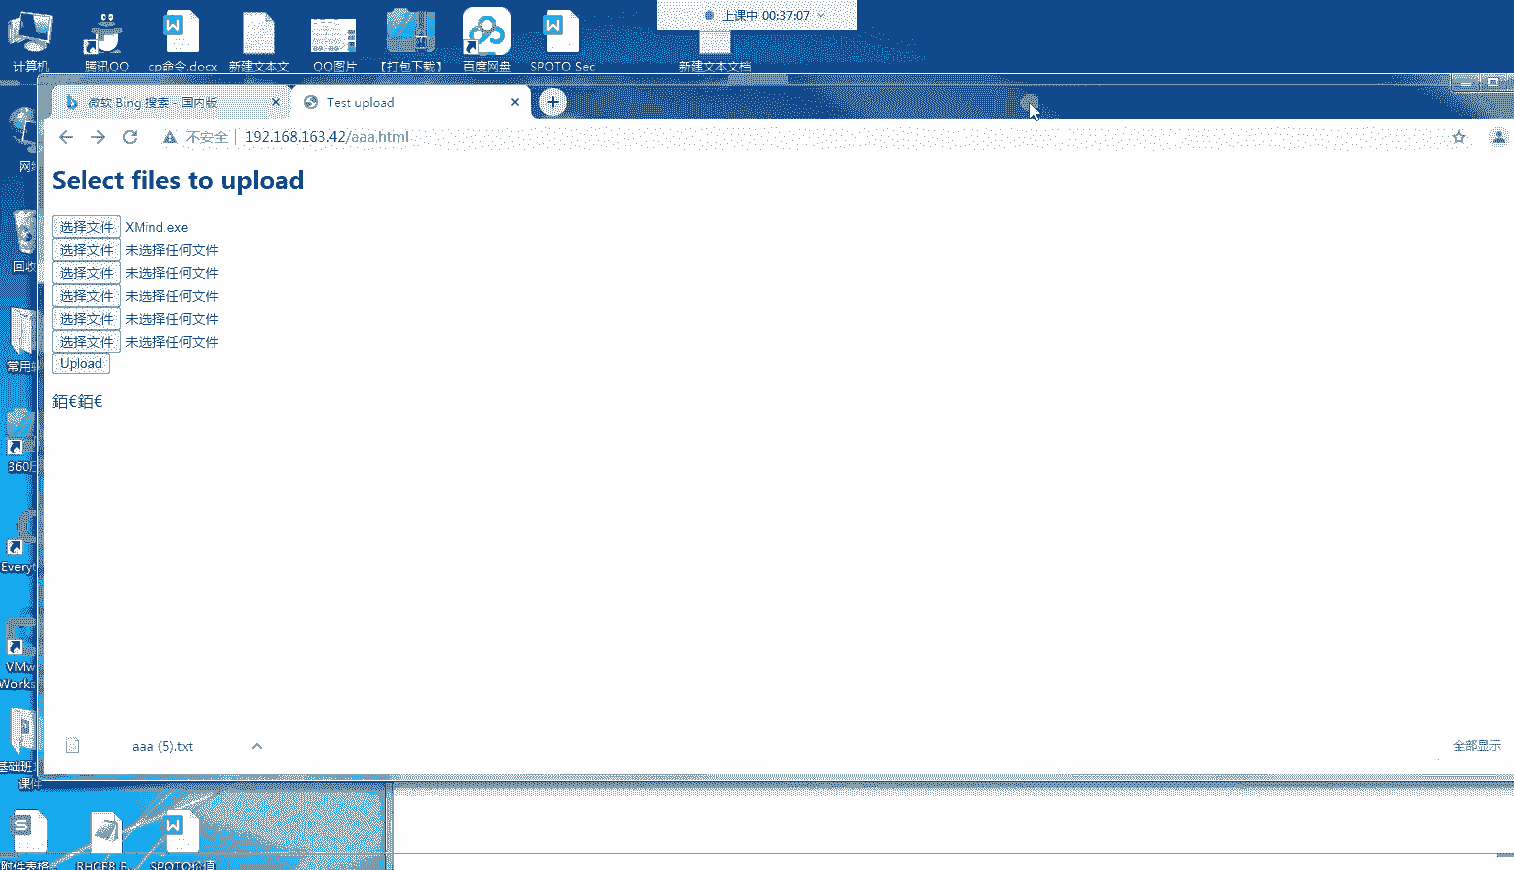 上课中 00:37:07
计算机
腾讯QQ
cp命令.docx
新建文本文
QQ图片
【打包下载】
百度网盘
SPOTO Sec
新建文本文档
微软 Bing 搜索 - 国内版
Test upload
不安全
192.168.163.42/aaa.html
Select files to upload
选择文件 XMind.exe
选择文件 未选择任何文件
选择文件 未选择任何文件
选择文件 未选择任何文件
选择文件 未选择任何文件
选择文件 未选择任何文件
Upload
銆€銆€
网
回收
常用
360
Everyt
VMw
Works
基础班
课件
aaa (5).txt
全部显示
附件表格
RHCE8
SPOTO价值